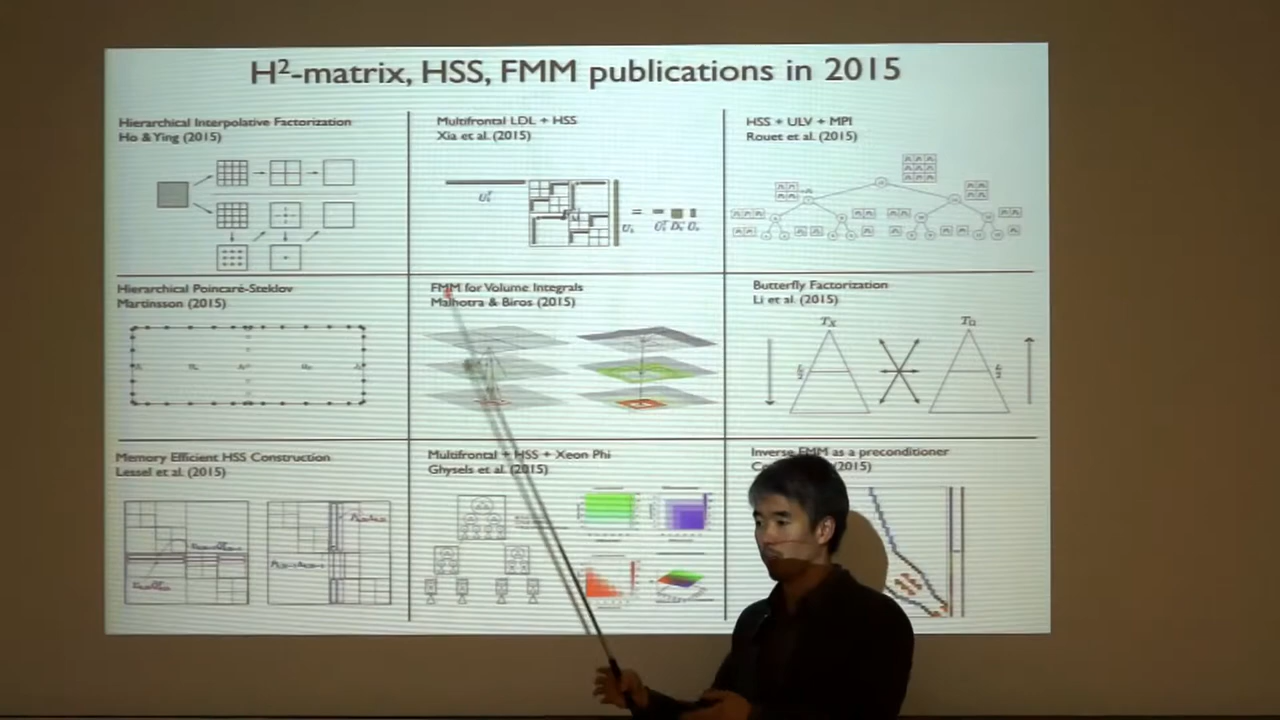 H²-matrix, HSS, FMM publications in 2015
Hierarchical Interpolative Factorization
Ho & Ying (2015)
Multifrontal LDL + HSS
Xia et al. (2015)
HSS + ULV + MPI
Rouet et al. (2015)
Hierarchical Poincaré-Steklov
Martinsson (2015)
FMM for Volume Integrals
Malhotra & Biros (2015)
Butterfly Factorization
Li et al. (2015)
Memory Efficient HSS Construction
Lessel et al. (2015)
Multifrontal + HSS + Xeon Phi
Ghysels et al. (2015)
Inverse FMM as a preconditioner
(2015)